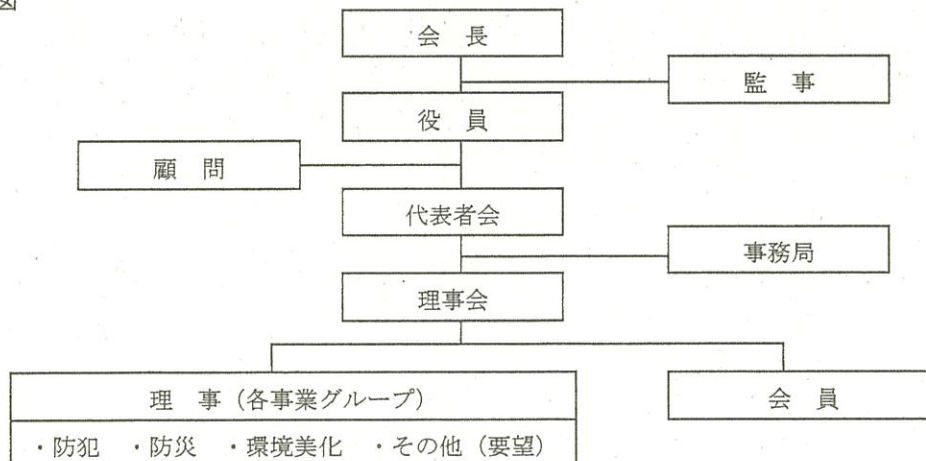 図
会 長
監 事
役 員
顧 問
代表者会
事務局
理事会
理 事（各事業グループ）
会 員
・防犯 ・防災 ・環境美化 ・その他（要望）